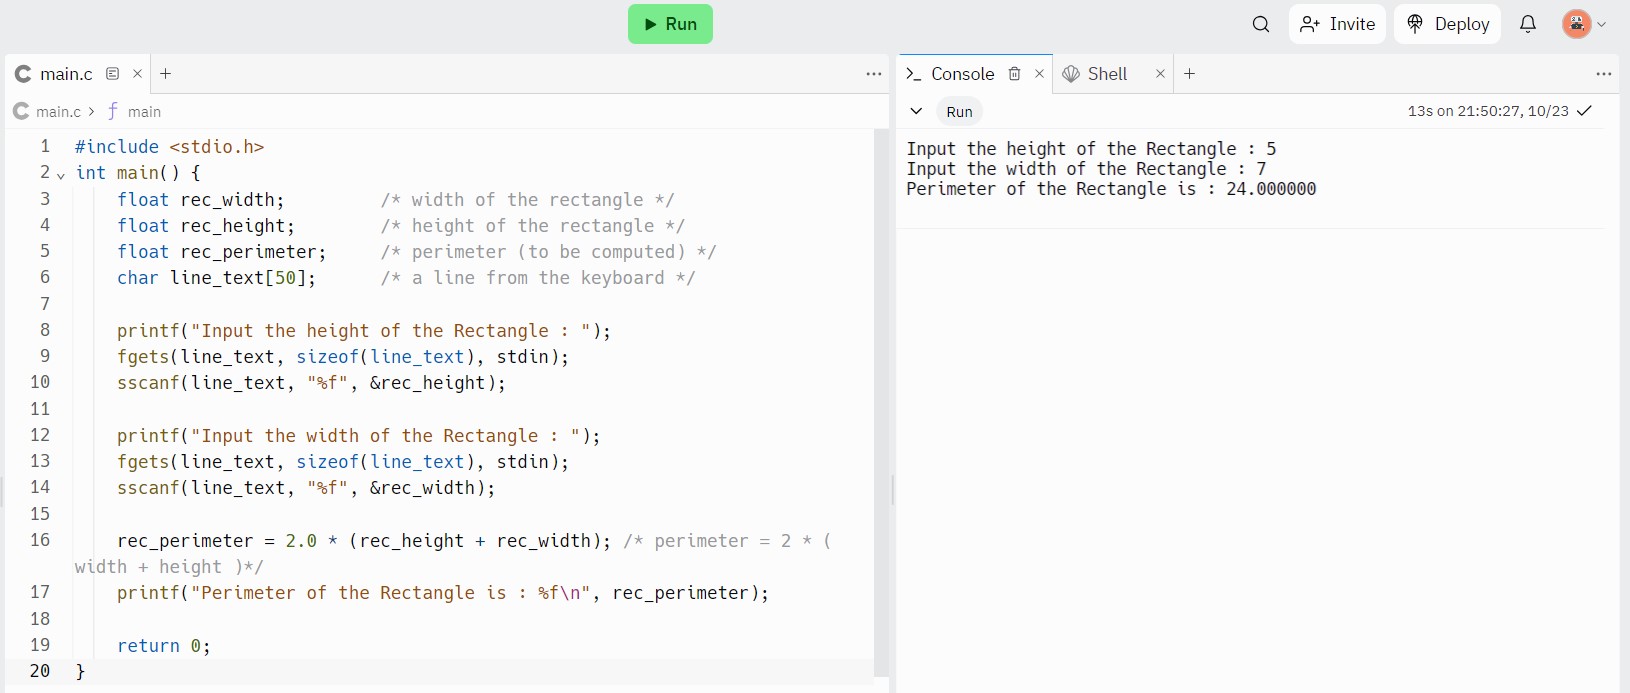 Run
Invite
Deploy
main.c
Console
Shell
main.c > main
Run
13s on 21:50:27, 10/23
1 #include <stdio.h>
2 int main() {
3 float rec_width; /* width of the rectangle */
4 float rec_height; /* height of the rectangle */
5 float rec_perimeter; /* perimeter (to be computed) */
6 char line_text[50]; /* a line from the keyboard */
7
8 printf("Input the height of the Rectangle : ");
9 fgets(line_text, sizeof(line_text), stdin);
10 sscanf(line_text, "%f", &rec_height);
11
12 printf("Input the width of the Rectangle : ");
13 fgets(line_text, sizeof(line_text), stdin);
14 sscanf(line_text, "%f", &rec_width);
15
16 rec_perimeter = 2.0 * (rec_height + rec_width); /* perimeter = 2 * (
width + height )*/
17 printf("Perimeter of the Rectangle is : %f\n", rec_perimeter);
18
19 return 0;
20 }
Input the height of the Rectangle : 5
Input the width of the Rectangle : 7
Perimeter of the Rectangle is : 24.000000